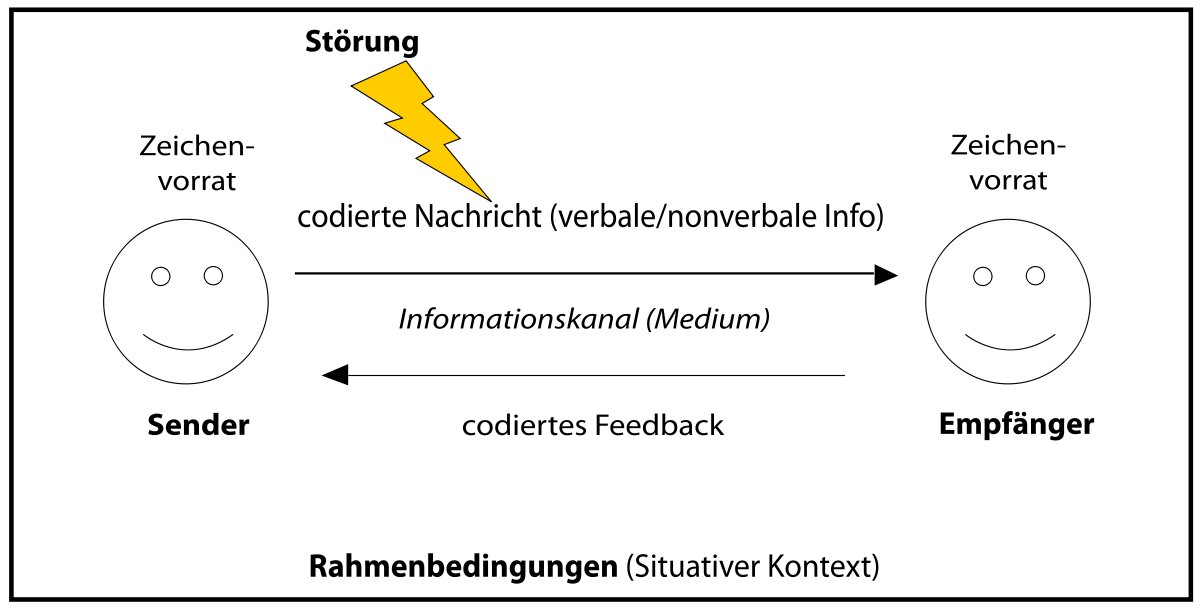 Störung
Zeichen-
vorrat
Zeichen-
vorrat
codierte Nachricht (verbale/nonverbale Info)
Informationskanal (Medium)
Sender
codiertes Feedback
Empfänger
Rahmenbedingungen (Situativer Kontext)